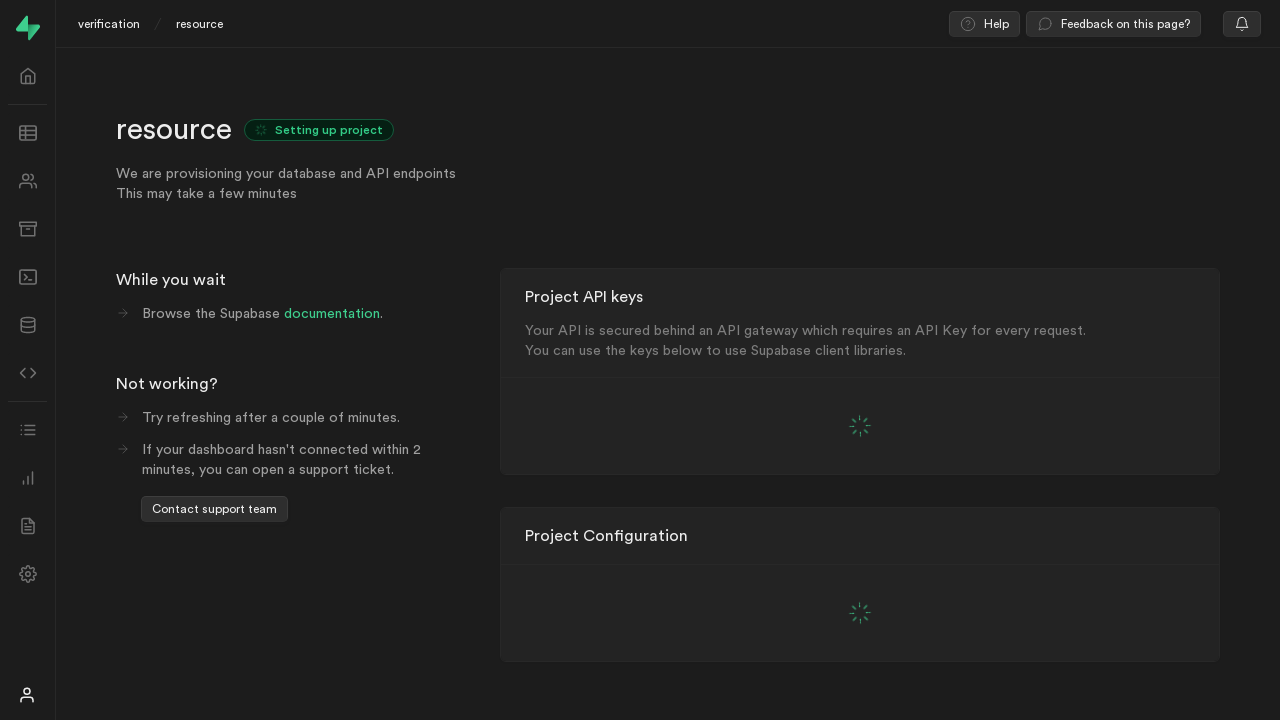 verification / resource
Help
Feedback on this page?
resource
Setting up project
We are provisioning your database and API endpoints
This may take a few minutes
While you wait
Browse the Supabase documentation.
Not working?
Try refreshing after a couple of minutes.
If your dashboard hasn't connected within 2
minutes, you can open a support ticket.
Contact support team
Project API keys
Your API is secured behind an API gateway which requires an API Key for every request.
You can use the keys below to use Supabase client libraries.
Project Configuration